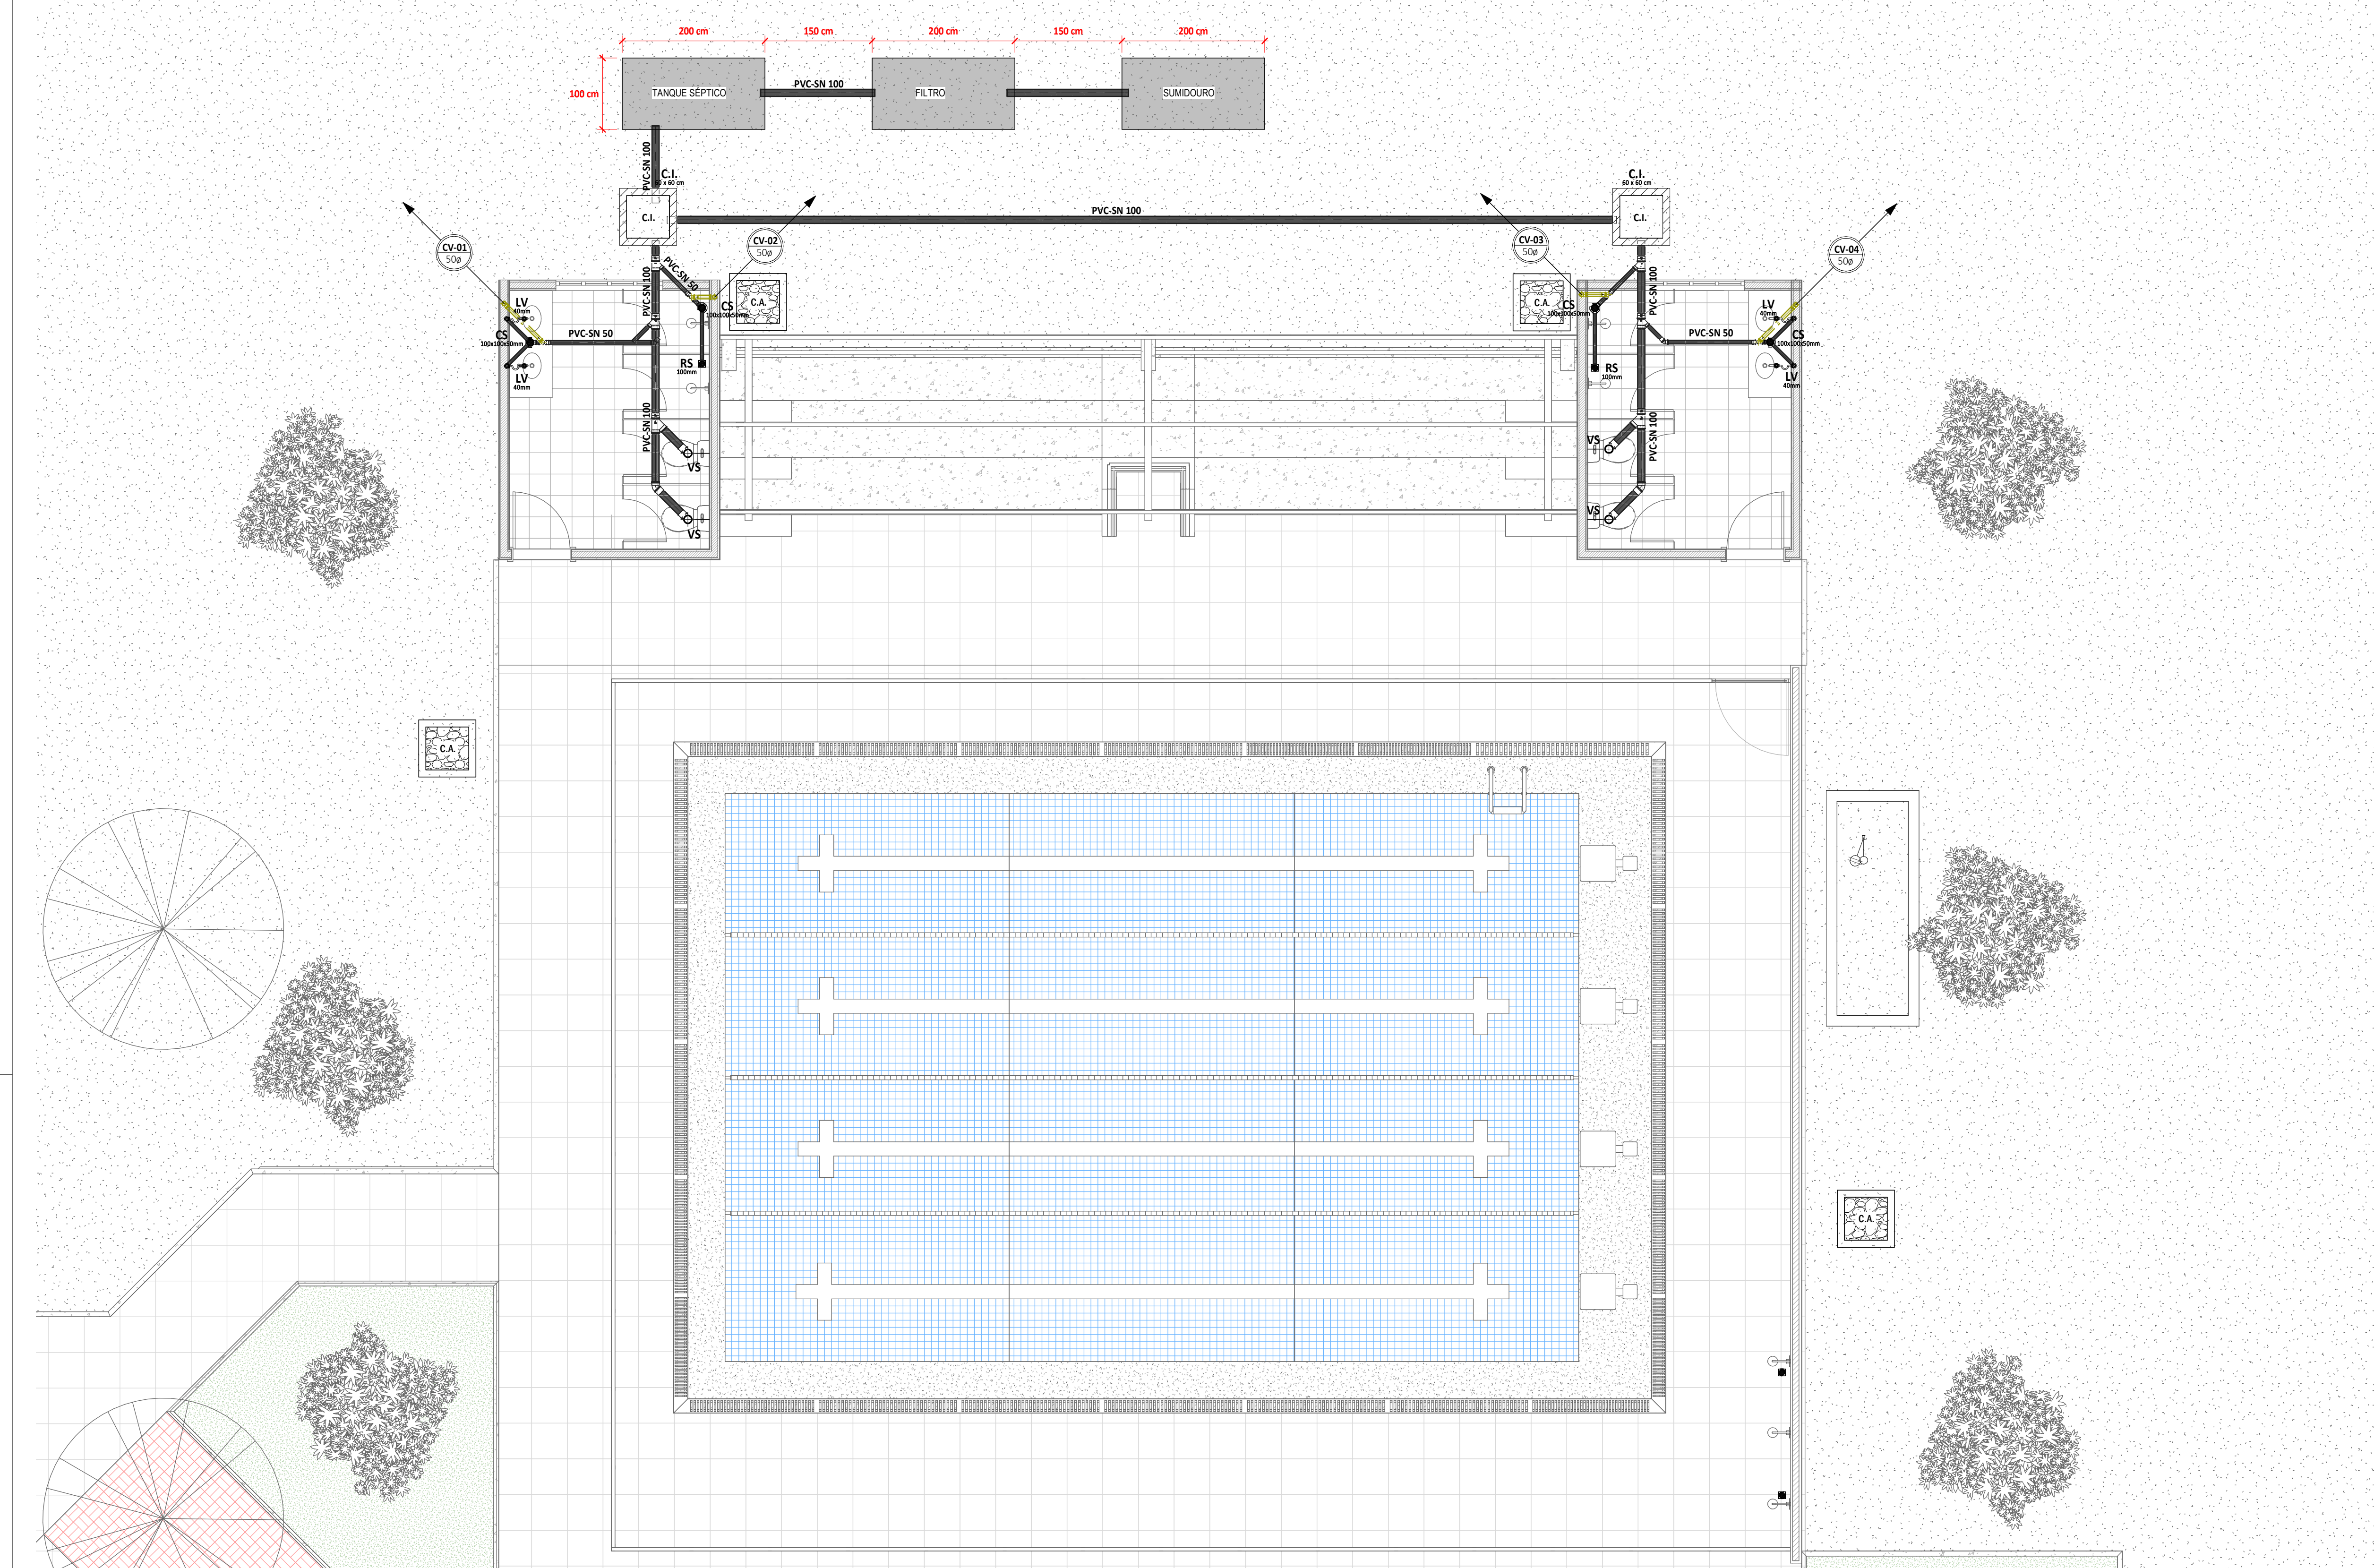 200 cm
150 cm
200 cm
150 cm
200 cm
100 cm
TANQUE SÉPTICO
PVC-SN 100
FILTRO
SUMIDOURO
PVC-SN 100
C.I.
60 x 60 cm
C.I.
PVC-SN 100
C.I.
60 x 60 cm
C.I.
CV-01
50ø
CV-02
50ø
CV-03
50ø
CV-04
50ø
PVC-SN 100
PVC-SN 50
LV
40mm
CS
100x100x50mm
PVC-SN 50
LV
40mm
CS
100x100x50mm
RS
100mm
PVC-SN 100
VS
VS
C.A.
C.A.
CS
100x100x50mm
RS
100mm
PVC-SN 100
PVC-SN 50
LV
40mm
CS
100x100x50mm
LV
40mm
VS
PVC-SN 100
VS
C.A.
C.A.